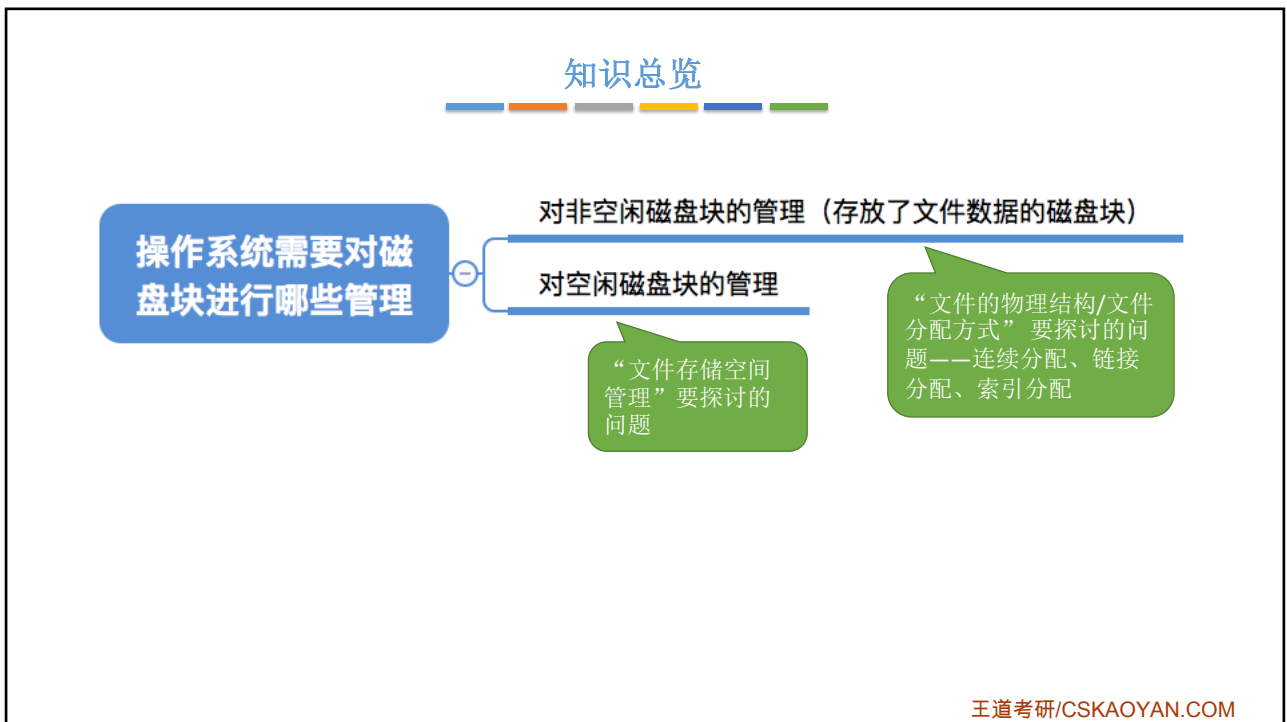 知识总览
操作系统需要对磁
盘块进行哪些管理
对非空闲磁盘块的管理（存放了文件数据的磁盘块）
对空闲磁盘块的管理
“文件的物理结构/文件
分配方式” 要探讨的问
题——连续分配、链接
分配、索引分配
“文件存储空间
管理”要探讨的
问题
王道考研/CSKAOYAN.COM